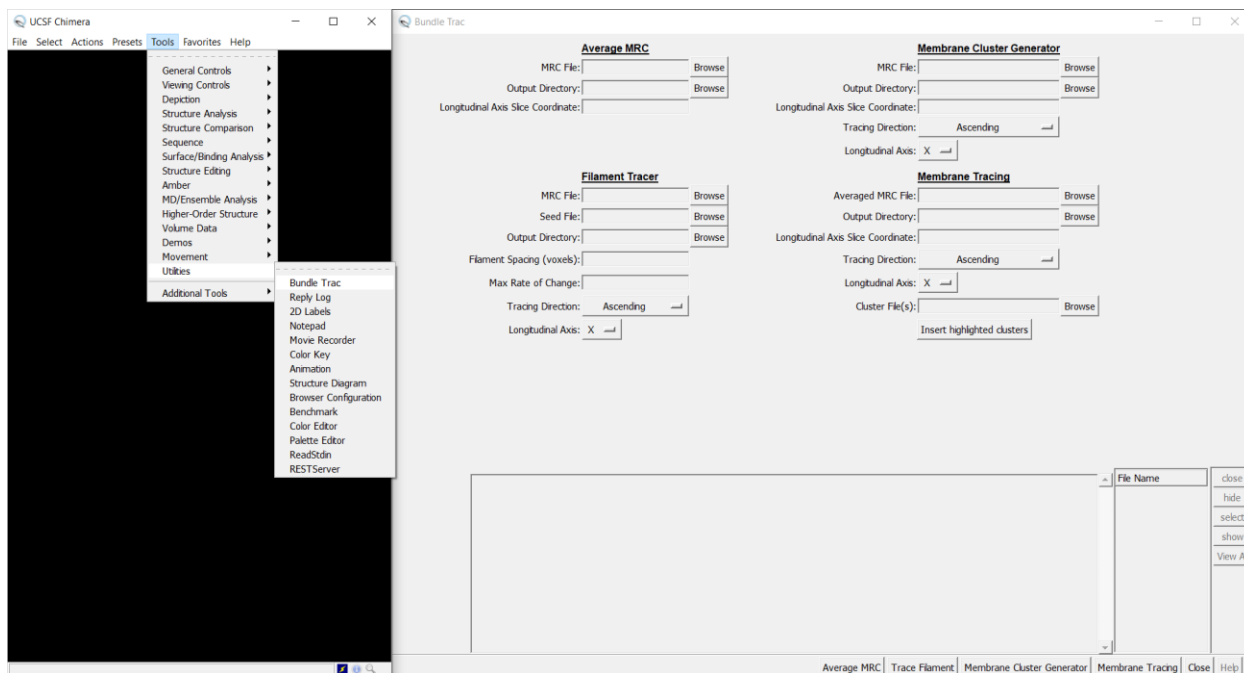 UCSF Chimera
File Select Actions Presets Tools Favorites Help
General Controls
Viewing Controls
Depiction
Structure Analysis
Structure Comparison
Sequence
Surface/Binding Analysis
Structure Editing
Amber
MD/Ensemble Analysis
Higher-Order Structure
Volume Data
Demos
Movement
Utilities
Additional Tools
Bundle Trac
Reply Log
2D Labels
Notepad
Movie Recorder
Color Key
Animation
Structure Diagram
Browser Configuration
Benchmark
Color Editor
Palette Editor
ReadStdin
RESTServer
Bundle Trac
Average MRC
MRC File: Browse
Output Directory: Browse
Longitudinal Axis Slice Coordinate:
Membrane Cluster Generator
MRC File: Browse
Output Directory: Browse
Longitudinal Axis Slice Coordinate:
Tracing Direction: Ascending
Longitudinal Axis: X
Filament Tracer
MRC File: Browse
Seed File: Browse
Output Directory: Browse
Filament Spacing (voxels):
Max Rate of Change:
Tracing Direction: Ascending
Longitudinal Axis: X
Membrane Tracing
Averaged MRC File: Browse
Output Directory: Browse
Longitudinal Axis Slice Coordinate:
Tracing Direction: Ascending
Longitudinal Axis: X
Cluster File(s): Browse
Insert highlighted clusters
File Name
close
hide
select
show
View A
Average MRC Trace Filament Membrane Cluster Generator Membrane Tracing Close Help